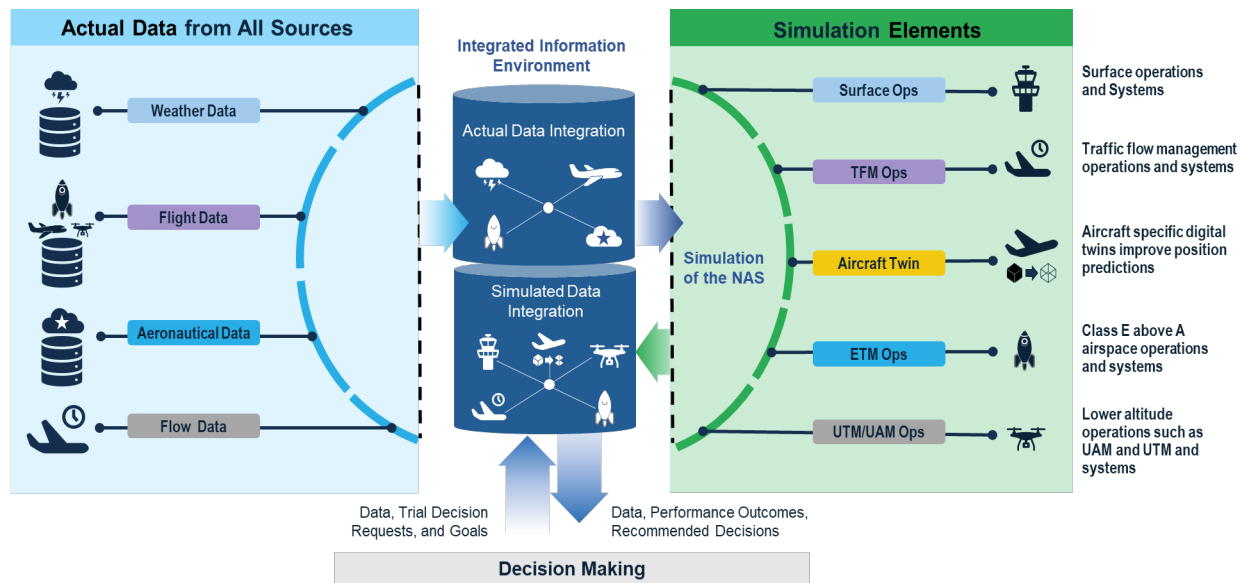 Actual Data from All Sources
Weather Data
Flight Data
Aeronautical Data
Flow Data
Integrated Information
Environment
Actual Data Integration
Simulated Data
Integration
Simulation Elements
Simulation
of the NAS
Surface Ops
TFM Ops
Aircraft Twin
ETM Ops
UTM/UAM Ops
Surface operations
and Systems
Traffic flow management
operations and systems
Aircraft specific digital
twins improve position
predictions
Class E above A
airspace operations
and systems
Lower altitude
operations such as
UAM and UTM and
systems
Data, Trial Decision
Requests, and Goals
Data, Performance Outcomes,
Recommended Decisions
Decision Making